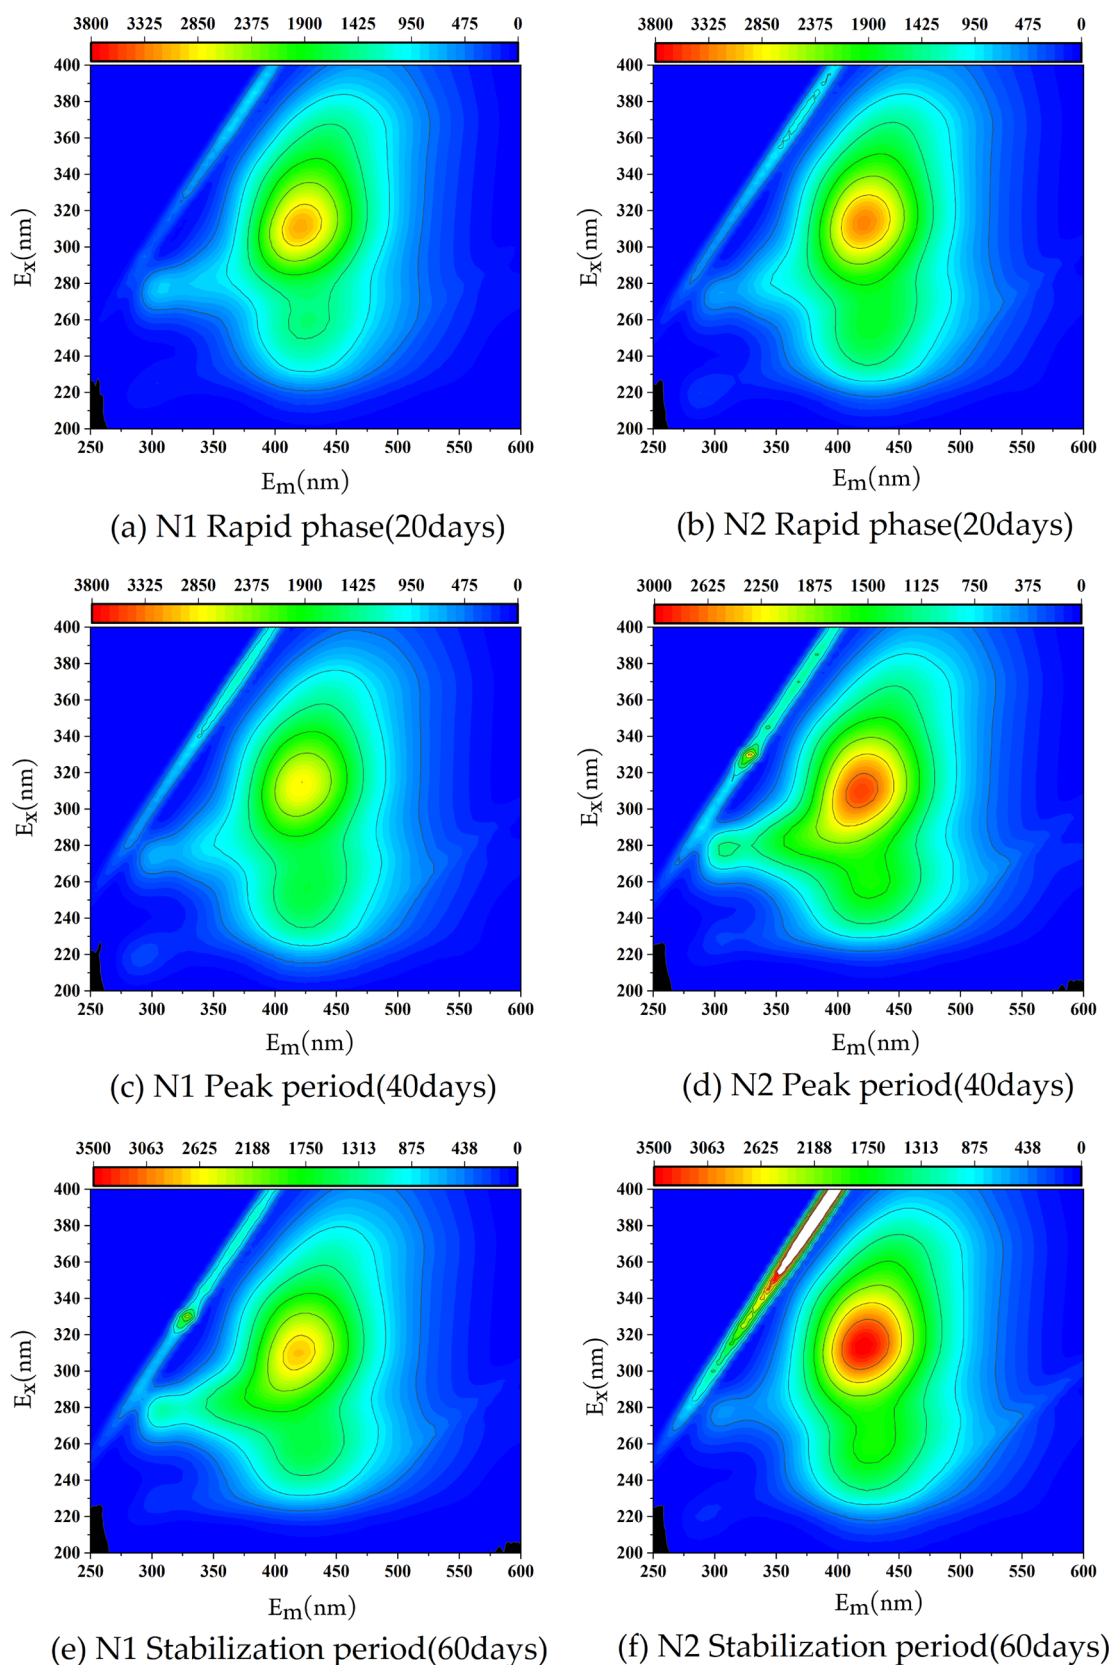 3800 3325 2850 2375 1900 1425 950 475 0
400
380
360
340
320
300
280
260
240
220
200
Ex(nm)
250 300 350 400 450 500 550 600
Em(nm)
(a) N1 Rapid phase(20days)
3800 3325 2850 2375 1900 1425 950 475 0
400
380
360
340
320
300
280
260
240
220
200
Ex(nm)
250 300 350 400 450 500 550 600
Em(nm)
(b) N2 Rapid phase(20days)
3800 3325 2850 2375 1900 1425 950 475 0
400
380
360
340
320
300
280
260
240
220
200
Ex(nm)
250 300 350 400 450 500 550 600
Em(nm)
(c) N1 Peak period(40days)
3000 2625 2250 1875 1500 1125 750 375 0
400
380
360
340
320
300
280
260
240
220
200
Ex(nm)
250 300 350 400 450 500 550 600
Em(nm)
(d) N2 Peak period(40days)
3500 3063 2625 2188 1750 1313 875 438 0
400
380
360
340
320
300
280
260
240
220
200
Ex(nm)
250 300 350 400 450 500 550 600
Em(nm)
(e) N1 Stabilization period(60days)
3500 3063 2625 2188 1750 1313 875 438 0
400
380
360
340
320
300
280
260
240
220
200
Ex(nm)
250 300 350 400 450 500 550 600
Em(nm)
(f) N2 Stabilization period(60days)